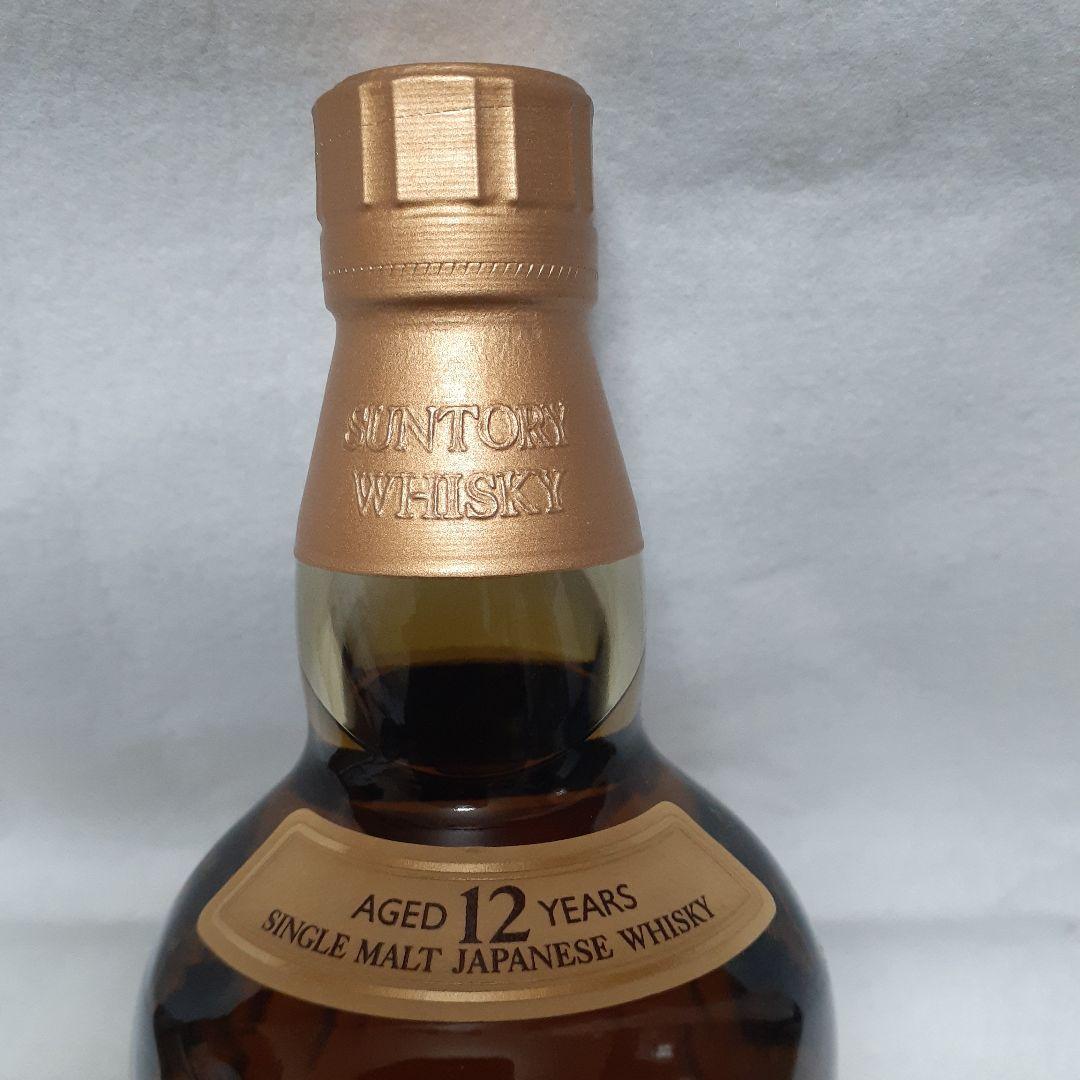 SUNTORY
WHISKY
AGED 12 YEARS
SINGLE MALT JAPANESE WHISKY